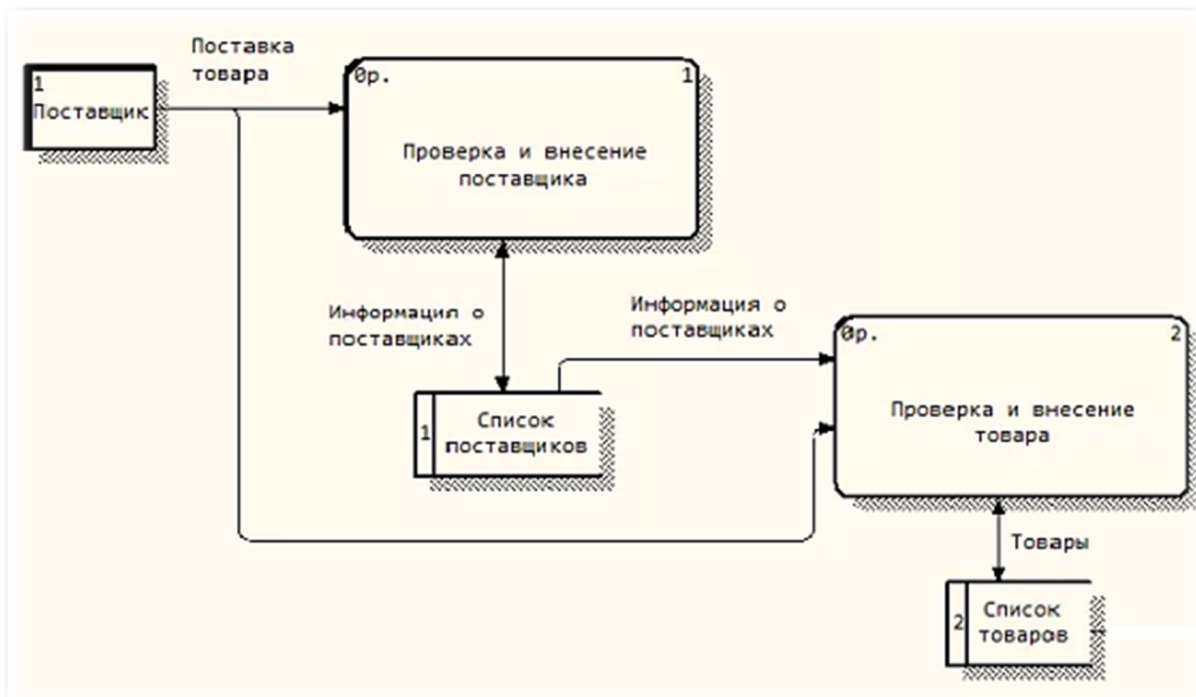 Поставка
товара
1
Поставщик
0р. 1
Проверка и внесение
поставщика
Информация о
поставщиках
Информация о
поставщиках
0р. 2
Проверка и внесение
товара
1
Список
поставщиков
Товары
2
Список
товаров